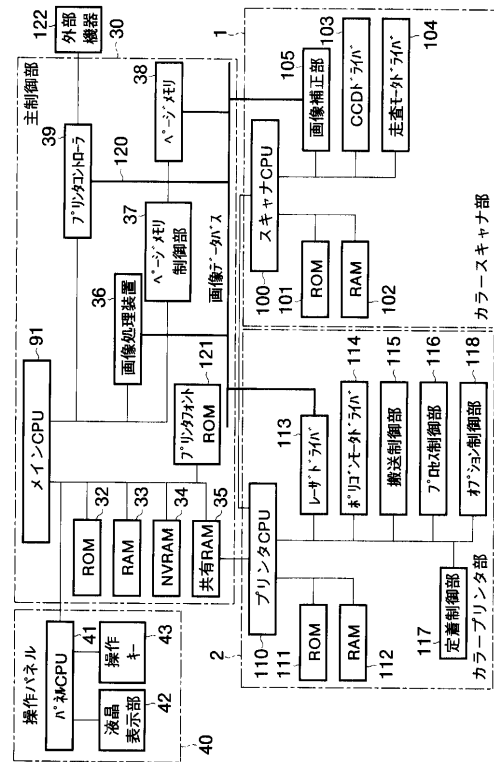 操作パネル
パネルCPU
41
液晶
表示部
42
操作
キー
43
40
主制御部
30
メインCPU
91
ROM
32
RAM
33
NVRAM
34
共有RAM
35
プリンタフォント
ROM
121
画像処理装置
36
ページメモリ
制御部
37
ページメモリ
38
プリンタコントローラ
39
120
画像データバス
外部
機器
122
カラープリンタ部
2
プリンタCPU
110
ROM
111
RAM
112
レーザドライバ
113
ポリゴンモータドライバ
114
搬送制御部
115
プロセス制御部
116
定着制御部
117
オプション制御部
118
カラースキャナ部
1
スキャナCPU
100
ROM
101
RAM
102
画像補正部
105
CCDドライバ
103
走査モータドライバ
104